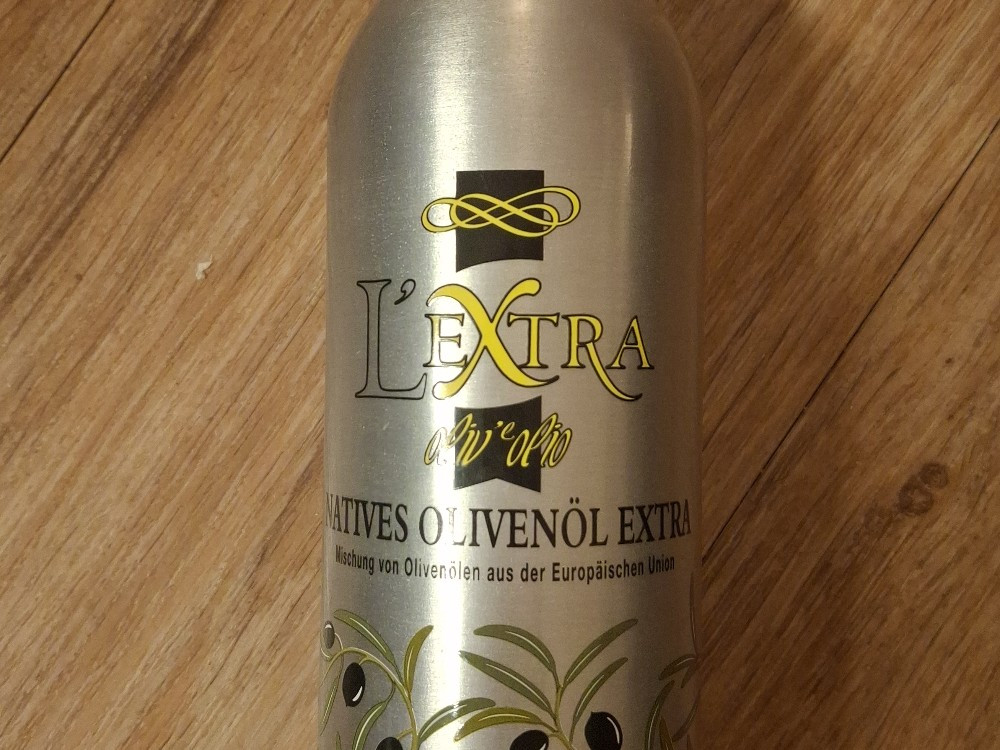 L'EXTRA
oliv'e olio
NATIVES OLIVENÖL EXTRA
Mischung von Olivenölen aus der Europäischen Union